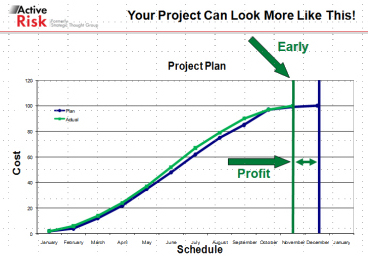 Active
Risk
Formerly
Strategic Thought Group
Your Project Can Look More Like This!
Early
Project Plan
120
100
80
60
40
20
0
Plan
Actual
Cost
Profit
January February March April May June July August September October November December January
Schedule